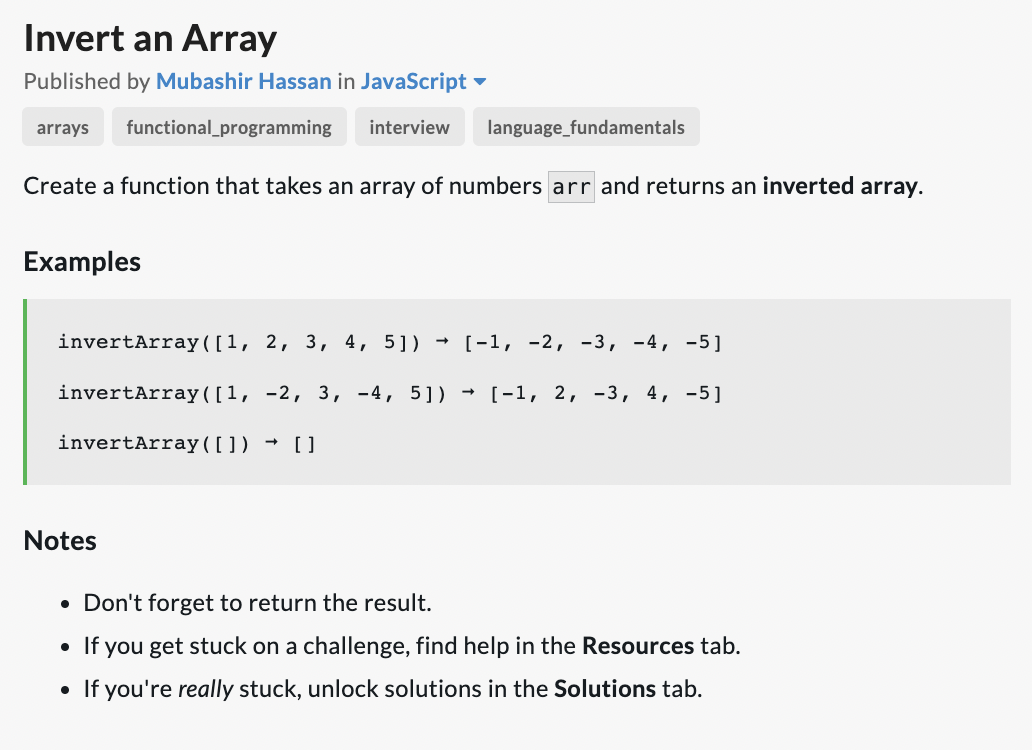 Invert an Array
Published by Mubashir Hassan in JavaScript
arrays functional_programming interview language_fundamentals
Create a function that takes an array of numbers arr and returns an inverted array.
Examples
invertArray([1, 2, 3, 4, 5]) → [-1, -2, -3, -4, -5]
invertArray([1, -2, 3, -4, 5]) → [-1, 2, -3, 4, -5]
invertArray([]) → []
Notes
• Don't forget to return the result.
• If you get stuck on a challenge, find help in the Resources tab.
• If you're really stuck, unlock solutions in the Solutions tab.